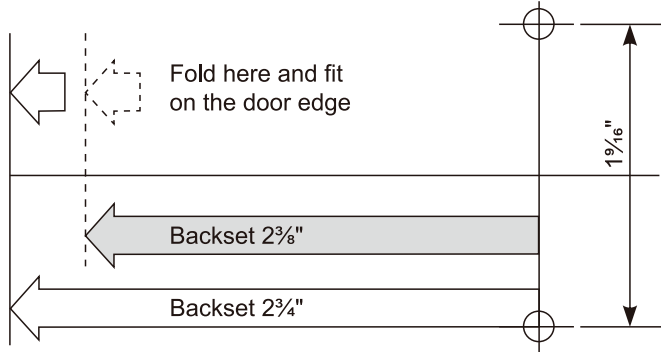 Fold here and fit
on the door edge
1⁹⁄₁₆"
Backset 2⅜"
Backset 2¾"